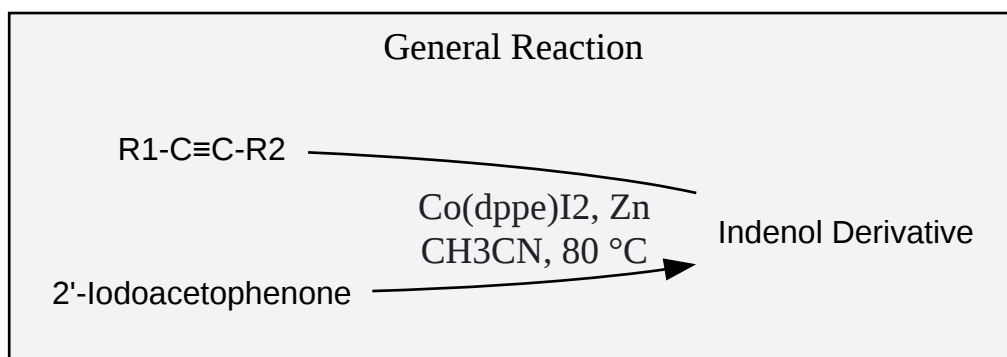 General Reaction
R1-C≡C-R2
Co(dppe)I2, Zn
CH3CN, 80 °C
Indenol Derivative
2'-Iodoacetophenone